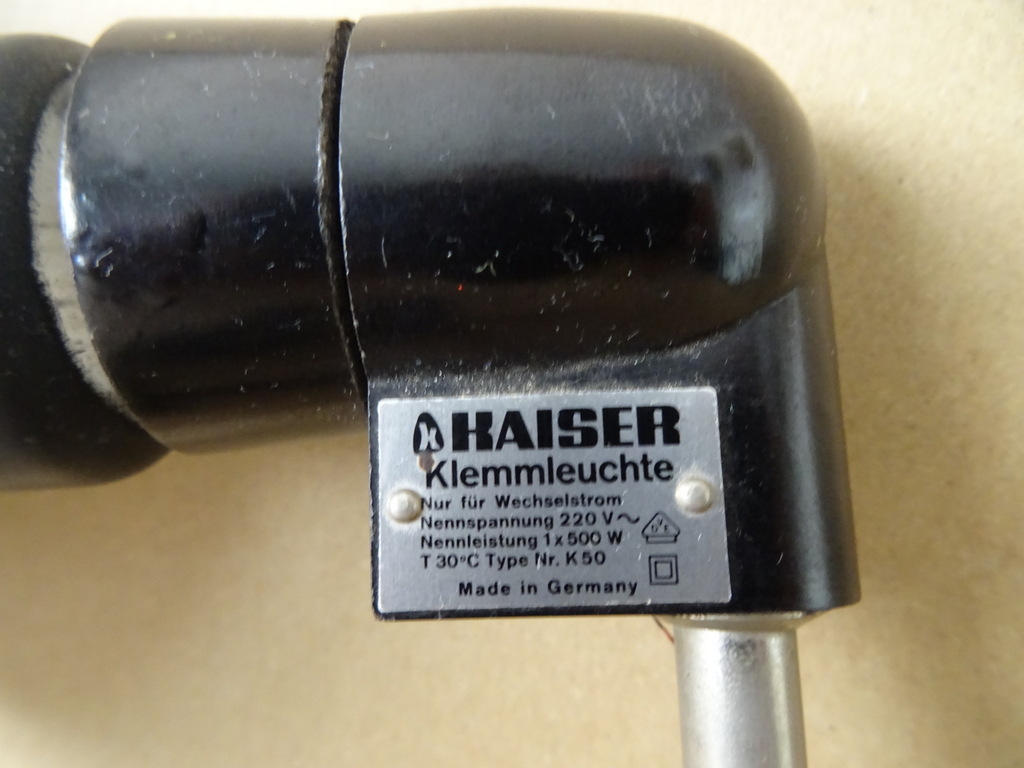 KAISER
Klemmleuchte
Nur für Wechselstrom
Nennspannung 220 V~
Nennleistung 1x500 W
T 30°C Type Nr. K50
Made in Germany